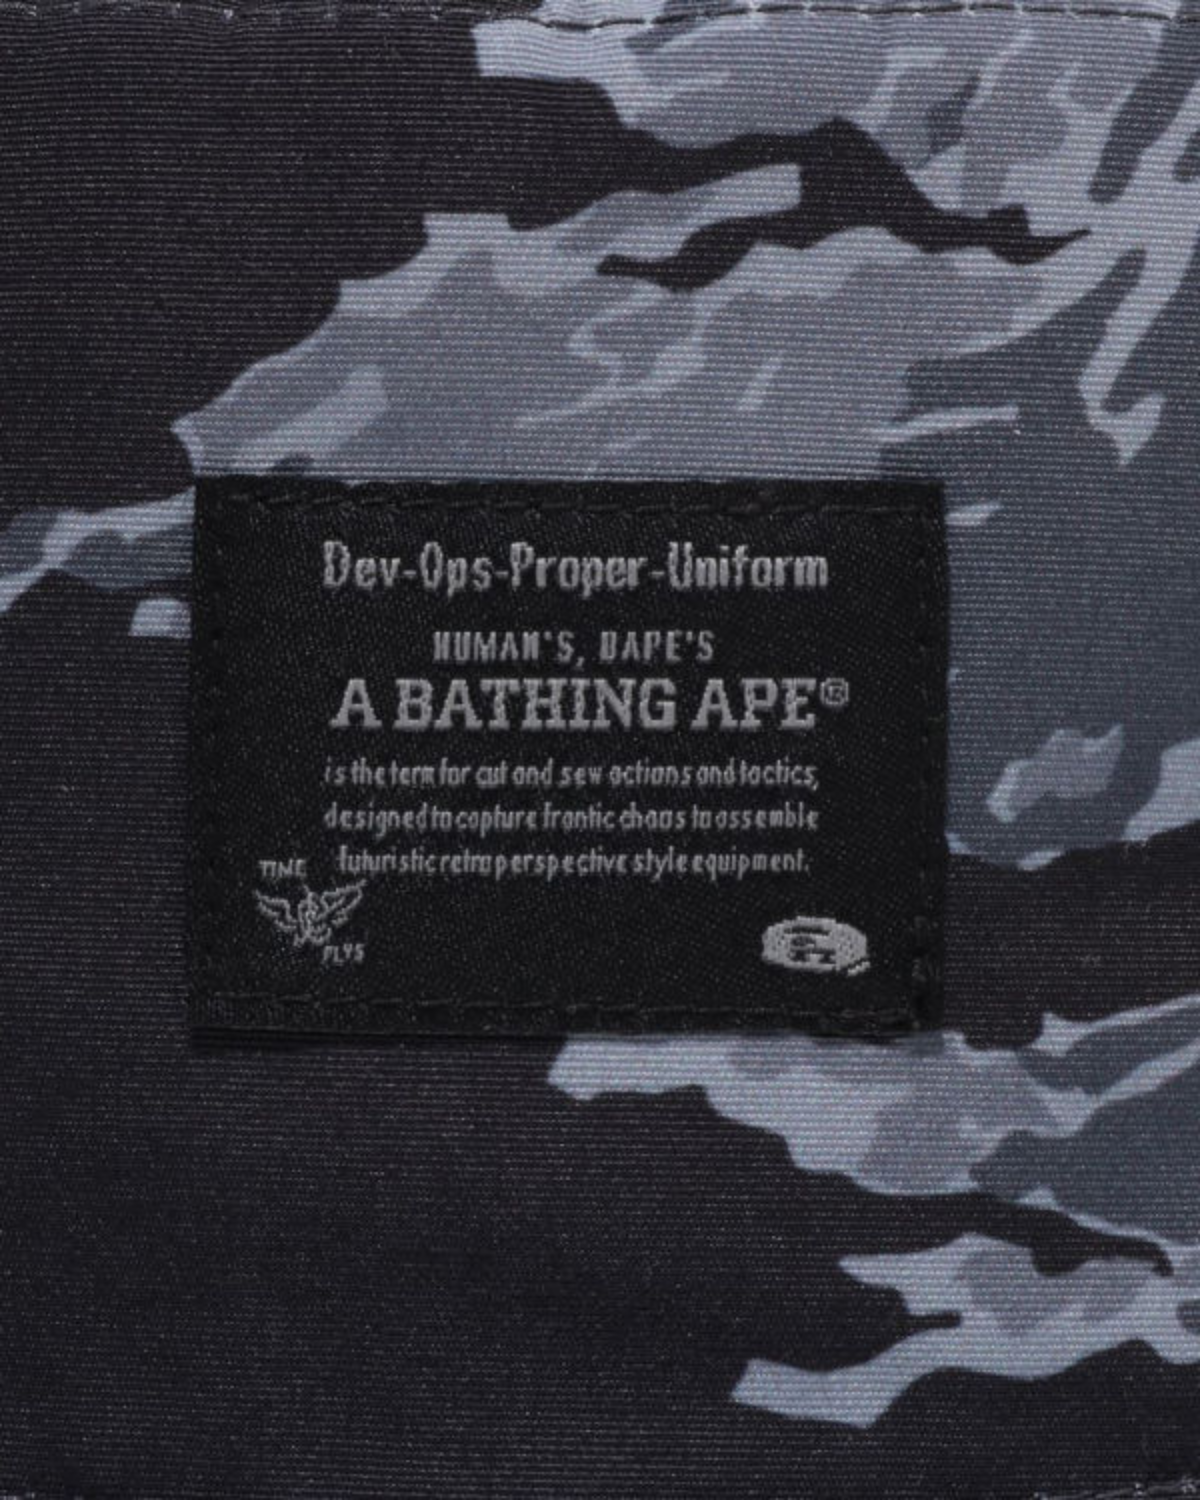 Dev-Ops-Proper-Uniform
HUMAN'S, BAPE'S
A BATHING APE®
is the term for cut and sew actions and tactics,
designed to capture frantic chaos to assemble
futuristic retro perspective style equipment.
TIME
FLYS